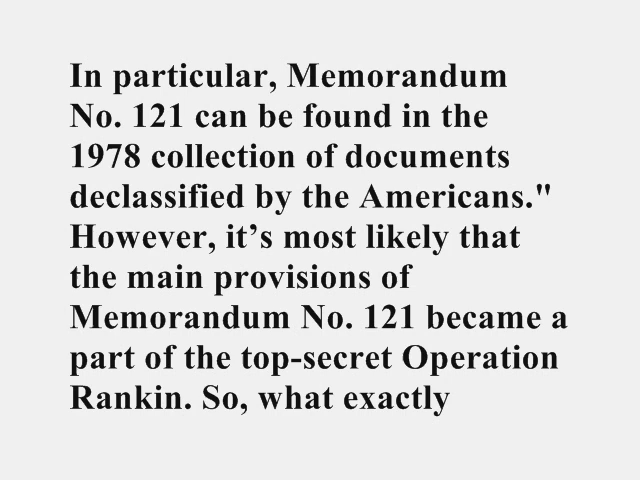 In particular, Memorandum
No. 121 can be found in the
1978 collection of documents
declassified by the Americans."
However, it’s most likely that
the main provisions of
Memorandum No. 121 became a
part of the top-secret Operation
Rankin. So, what exactly